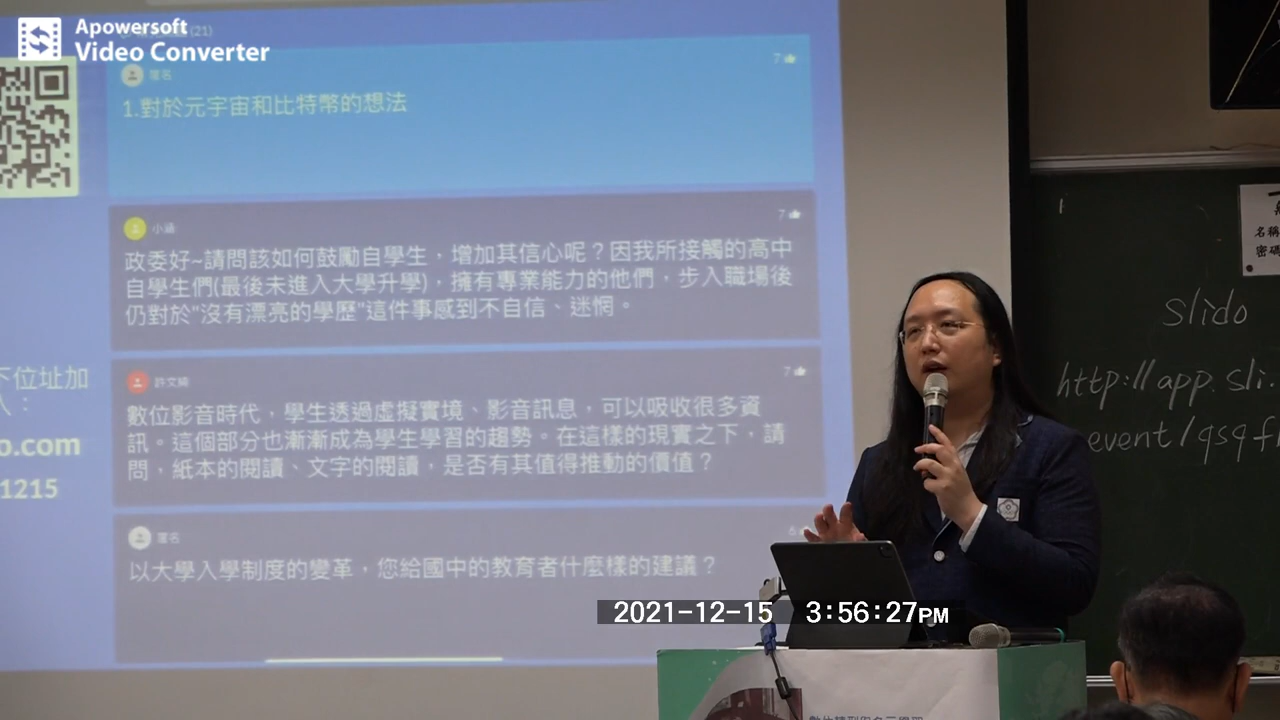 Apowersoft
Video Converter
(21)
匿名
7
1.對於元宇宙和比特幣的想法
小涵
7
政委好~請問該如何鼓勵自學生，增加其信心呢？因我所接觸的高中
自學生們(最後未進入大學升學)，擁有專業能力的他們，步入職場後
仍對於"沒有漂亮的學歷"這件事感到不自信、迷惘。
7
數位影音時代，學生透過虛擬實境、影音訊息，可以吸收很多資
訊。這個部分也漸漸成為學生學習的趨勢。在這樣的現實之下，請
問，紙本的閱讀、文字的閱讀，是否有其值得推動的價值？
匿名
6
以大學入學制度的變革，您給國中的教育者什麼樣的建議？
下位址加
入：
o.com
1215
名稱
密碼
slido
http://app.sli.
event/qsqf
2021-12-15 3:56:27PM